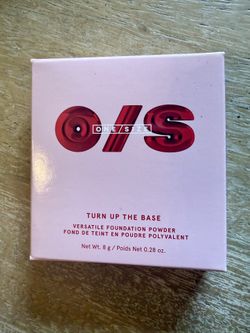 O/S
ONE/SIZE
TURN UP THE BASE
VERSATILE FOUNDATION POWDER
FOND DE TEINT EN POUDRE POLYVALENT
Net Wt. 8 g / Poids Net 0.28 oz.